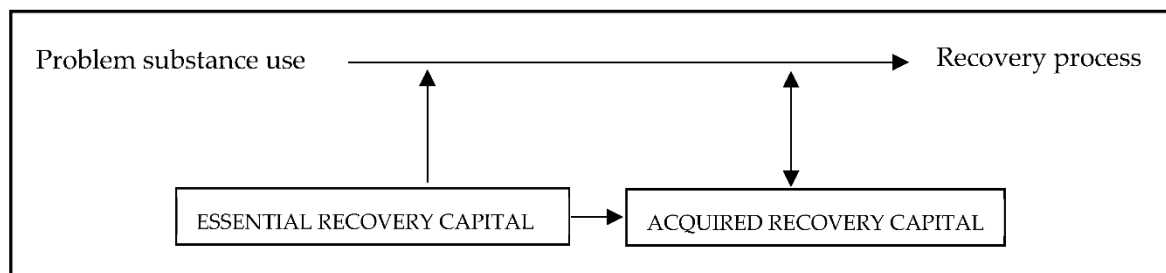 Problem substance use
Recovery process
ESSENTIAL RECOVERY CAPITAL
ACQUIRED RECOVERY CAPITAL